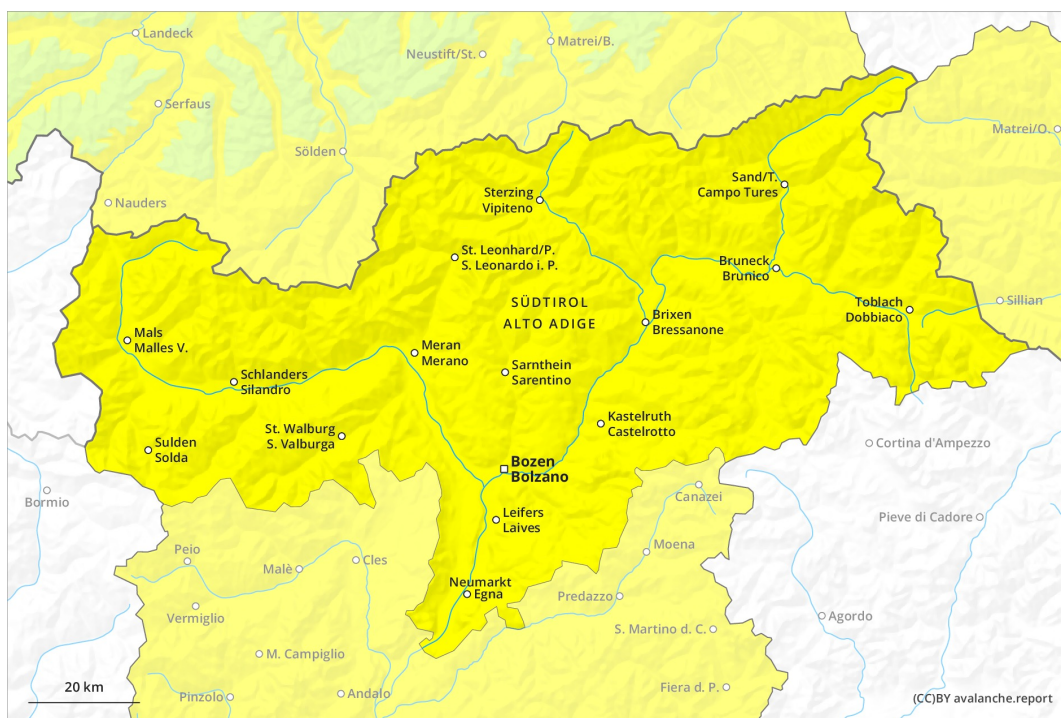 Landeck
Neustift/St.
Matrei/B.
Serfaus
Sölden
Matrei/O.
Nauders
Sand/T.
Campo Tures
Sterzing
Vipiteno
St. Leonhard/P.
S. Leonardo i. P.
Bruneck
Brunico
SÜDTIROL
ALTO ADIGE
Toblach
Dobbiaco
Sillian
Brixen
Bressanone
Mals
Malles V.
Meran
Merano
Sarnthein
Sarentino
Schlanders
Silandro
St. Walburg
S. Valburga
Kastelruth
Castelrotto
Sulden
Solda
Cortina d'Ampezzo
Bozen
Bolzano
Bormio
Canazei
Leifers
Laives
Pieve di Cadore
Peio
Malè
Cles
Moena
Neumarkt
Egna
Predazzo
Vermiglio
Agordo
S. Martino d. C.
M. Campiglio
Fiera d. P.
20 km
Pinzolo
Andalo
(CC)BY avalanche.report